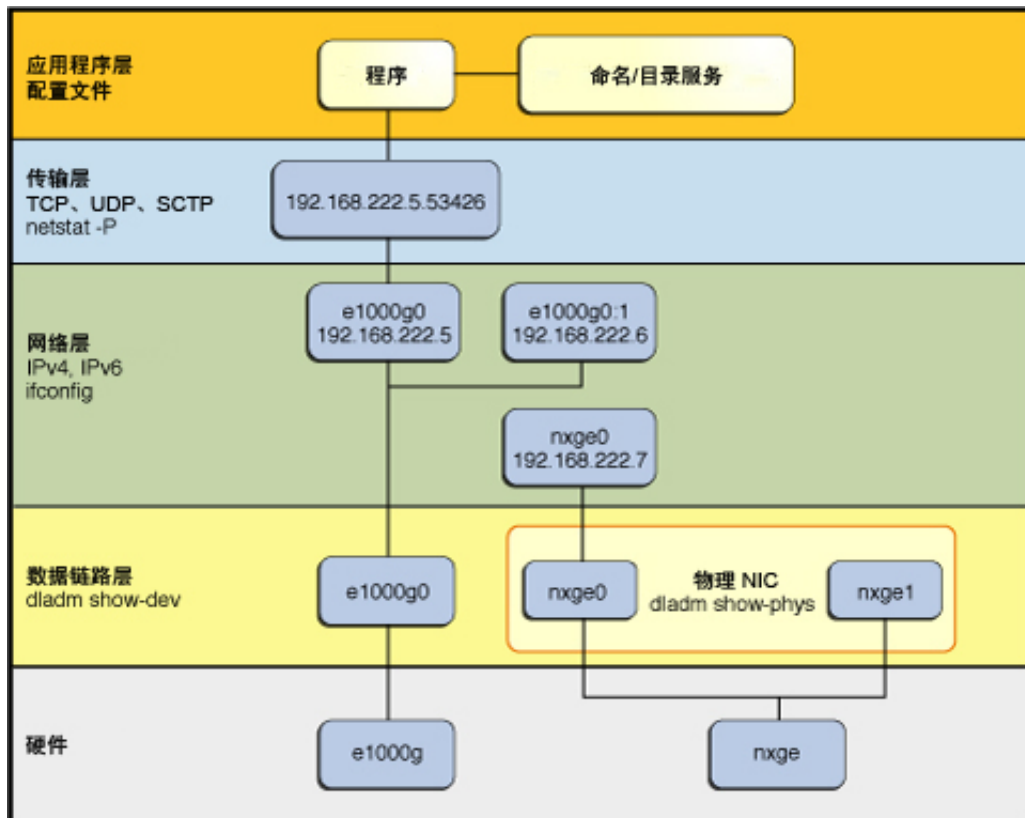 应用程序层
配置文件
程序
命名/目录服务
传输层
TCP、UDP、SCTP
netstat -P
192.168.222.5.53426
网络层
IPv4, IPv6
ifconfig
e1000g0
192.168.222.5
e1000g0:1
192.168.222.6
nxge0
192.168.222.7
数据链路层
dladm show-dev
e1000g0
nxge0
物理 NIC
dladm show-phys
nxge1
硬件
e1000g
nxge